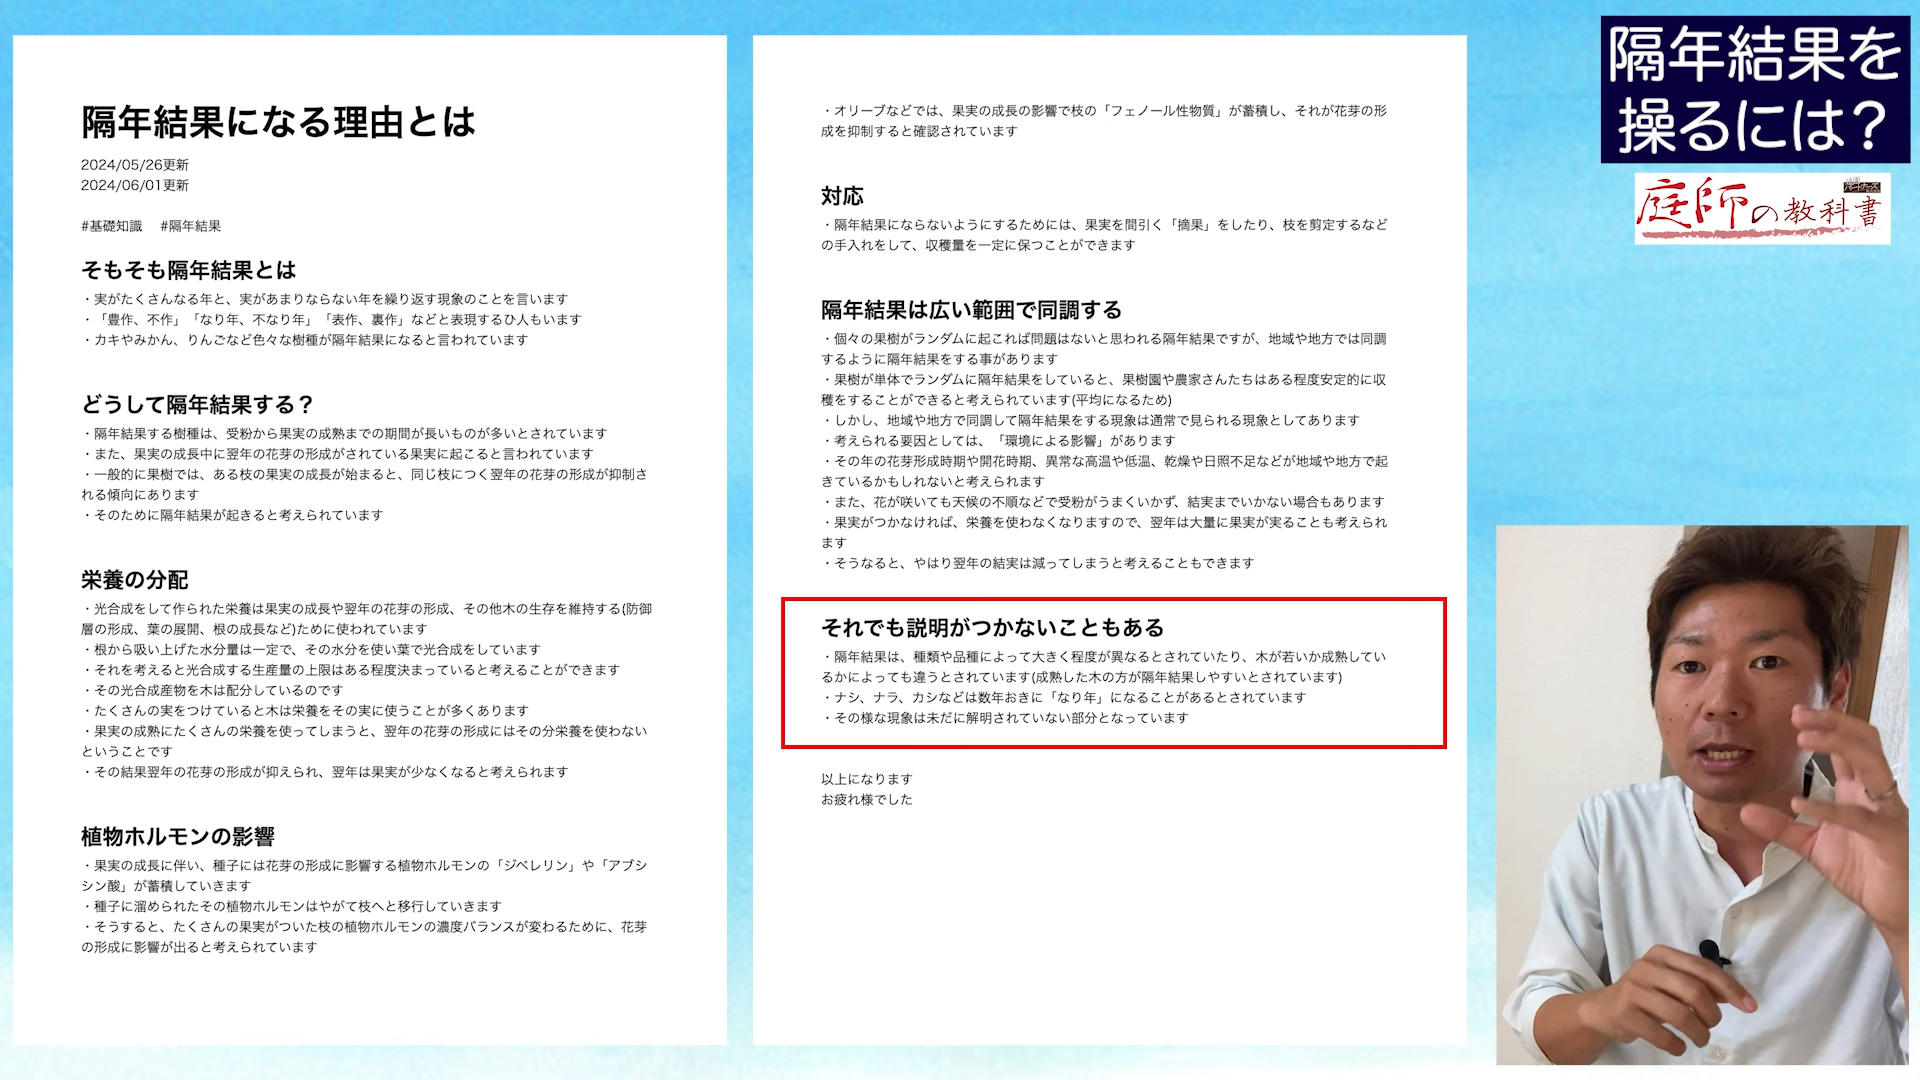 隔年結果になる理由とは
2024/05/26更新
2024/06/01更新
#基礎知識　#隔年結果
そもそも隔年結果とは
・実がたくさんなる年と、実があまりならない年を繰り返す現象のことを言います
・「豊作、不作」「なり年、不なり年」「表作、裏作」などと表現するひ人もいます
・カキやみかん、りんごなど色々な樹種が隔年結果になると言われています
どうして隔年結果する？
・隔年結果する樹種は、受粉から果実の成熟までの期間が長いものが多いとされています
・また、果実の成長中に翌年の花芽の形成がされている果実に起こると言われています
・一般的に果樹では、ある枝の果実の成長が始まると、同じ枝につく翌年の花芽の形成が抑制さ
れる傾向にあります
・そのために隔年結果が起きると考えられています
栄養の分配
・光合成をして作られた栄養は果実の成長や翌年の花芽の形成、その他木の生存を維持する(防御
層の形成、葉の展開、根の成長など)ために使われています
・根から吸い上げた水分量は一定で、その水分を使い葉で光合成をしています
・それを考えると光合成する生産量の上限はある程度決まっていると考えることができます
・その光合成産物を木は配分しているのです
・たくさんの実をつけていると木は栄養をその実に使うことが多くあります
・果実の成熟にたくさんの栄養を使ってしまうと、翌年の花芽の形成にはその分栄養を使わない
ということです
・その結果翌年の花芽の形成が抑えられ、翌年は果実が少なくなると考えられます
植物ホルモンの影響
・果実の成長に伴い、種子には花芽の形成に影響する植物ホルモンの「ジベレリン」や「アブシ
シン酸」が蓄積していきます
・種子に溜められたその植物ホルモンはやがて枝へと移行していきます
・そうすると、たくさんの果実がついた枝の植物ホルモンの濃度バランスが変わるために、花芽
の形成に影響が出ると考えられています
・オリーブなどでは、果実の成長の影響で枝の「フェノール性物質」が蓄積し、それが花芽の形
成を抑制すると確認されています
対応
・隔年結果にならないようにするためには、果実を間引く「摘果」をしたり、枝を剪定するなど
の手入れをして、収穫量を一定に保つことができます
隔年結果は広い範囲で同調する
・個々の果樹がランダムに起これば問題はないと思われる隔年結果ですが、地域や地方では同調
するように隔年結果をする事があります
・果樹が単体でランダムに隔年結果をしていると、果樹園や農家さんたちはある程度安定的に収
穫をすることができると考えられています(平均になるため)
・しかし、地域や地方で同調して隔年結果をする現象は通常で見られる現象としてあります
・考えられる要因としては、「環境による影響」があります
・その年の花芽形成時期や開花時期、異常な高温や低温、乾燥や日照不足などが地域や地方で起
きているかもしれないと考えられます
・また、花が咲いても天候の不順などで受粉がうまくいかず、結実までいかない場合もあります
・果実がつかなければ、栄養を使わなくなりますので、翌年は大量に果実が実ることも考えられ
ます
・そうなると、やはり翌年の結実は減ってしまうと考えることもできます
それでも説明がつかないこともある
・隔年結果は、種類や品種によって大きく程度が異なるとされていたり、木が若いか成熟してい
るかによっても違うとされています(成熟した木の方が隔年結果しやすいとされています)
・ナシ、ナラ、カシなどは数年おきに「なり年」になることがあるとされています
・その様な現象は未だに解明されていない部分となっています
以上になります
お疲れ様でした
隔年結果を
操るには？
庭師の教科書